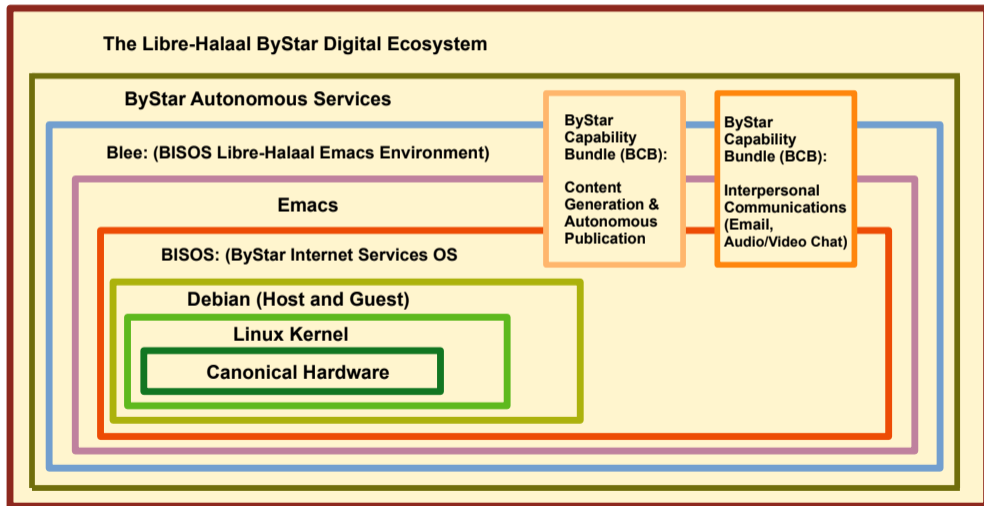 The Libre-Halaal ByStar Digital Ecosystem
ByStar Autonomous Services
Blee: (BISOS Libre-Halaal Emacs Environment)
Emacs
BISOS: (ByStar Internet Services OS
Debian (Host and Guest)
Linux Kernel
Canonical Hardware
ByStar
Capability
Bundle (BCB):
Content
Generation &
Autonomous
Publication
ByStar
Capability
Bundle (BCB):
Interpersonal
Communications
(Email,
Audio/Video Chat)